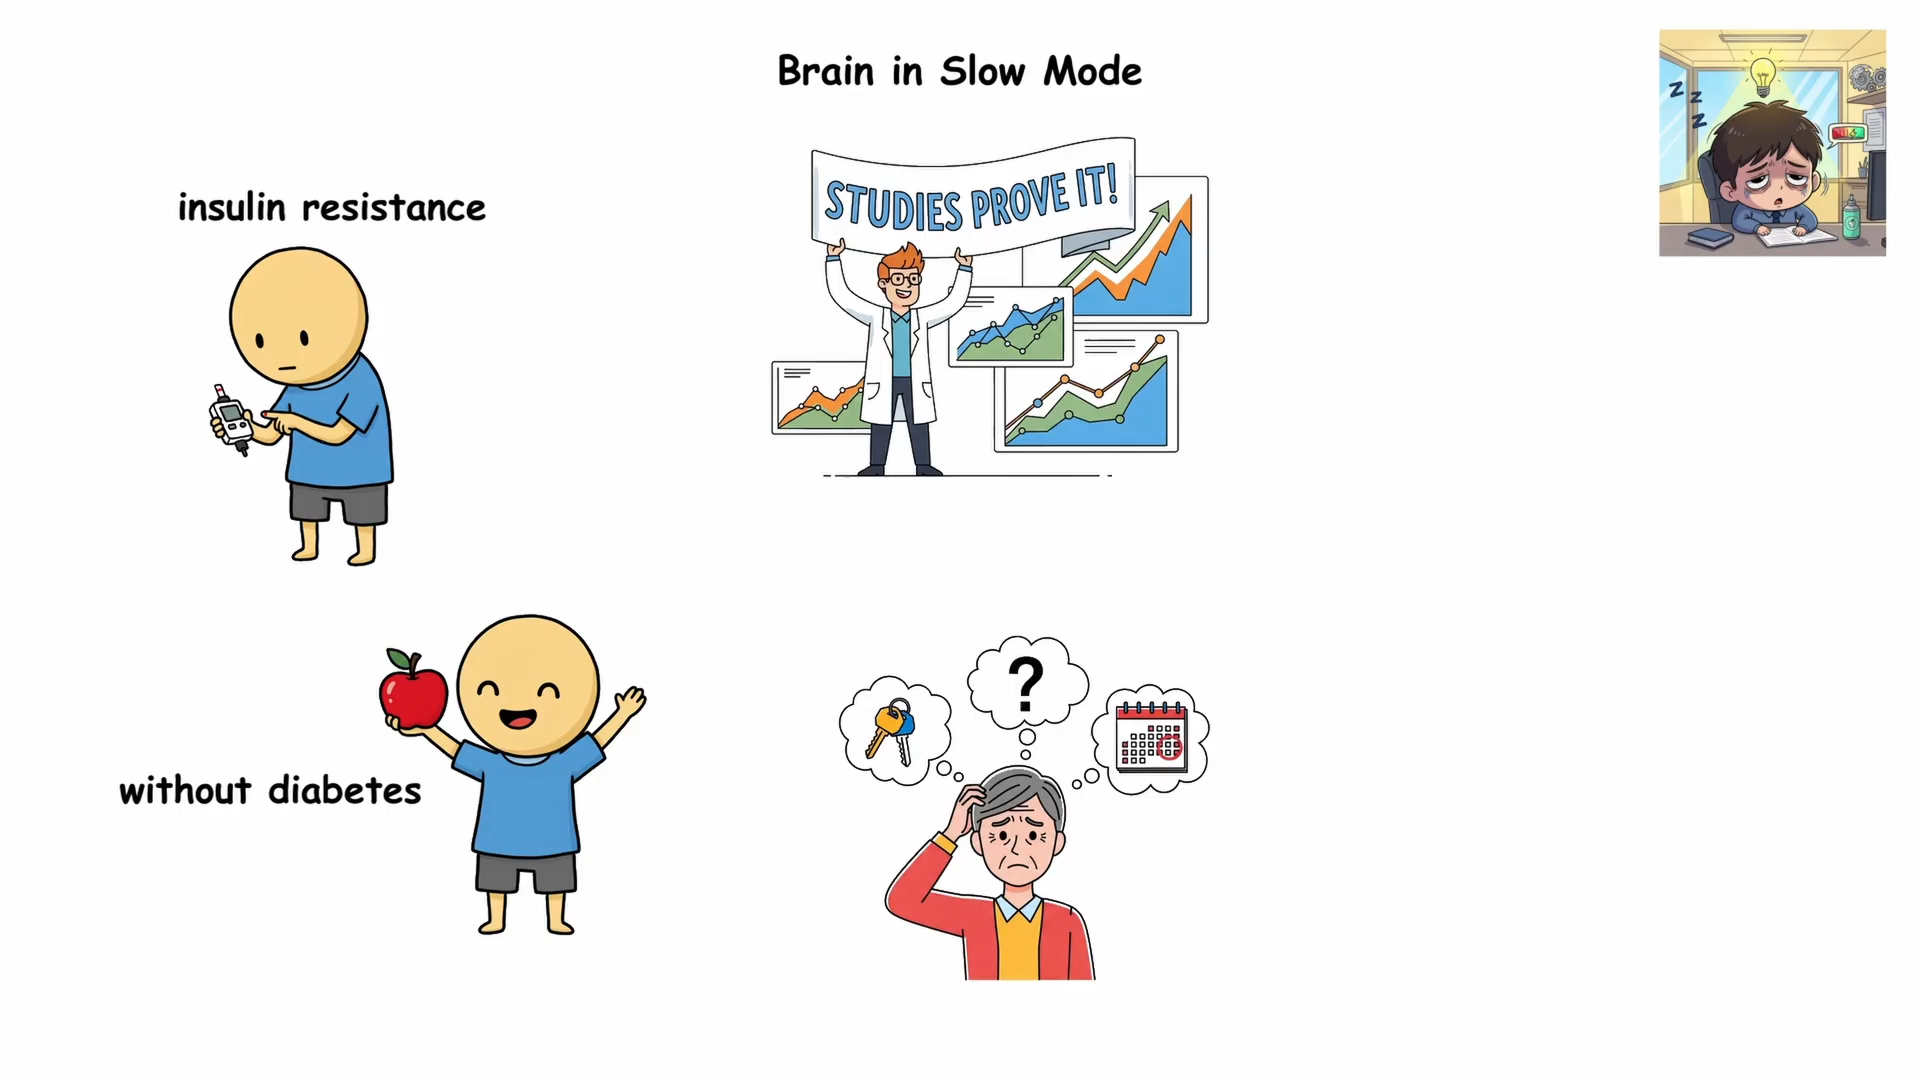 Brain in Slow Mode
insulin resistance
STUDIES PROVE IT!
z
z
z
?
without diabetes